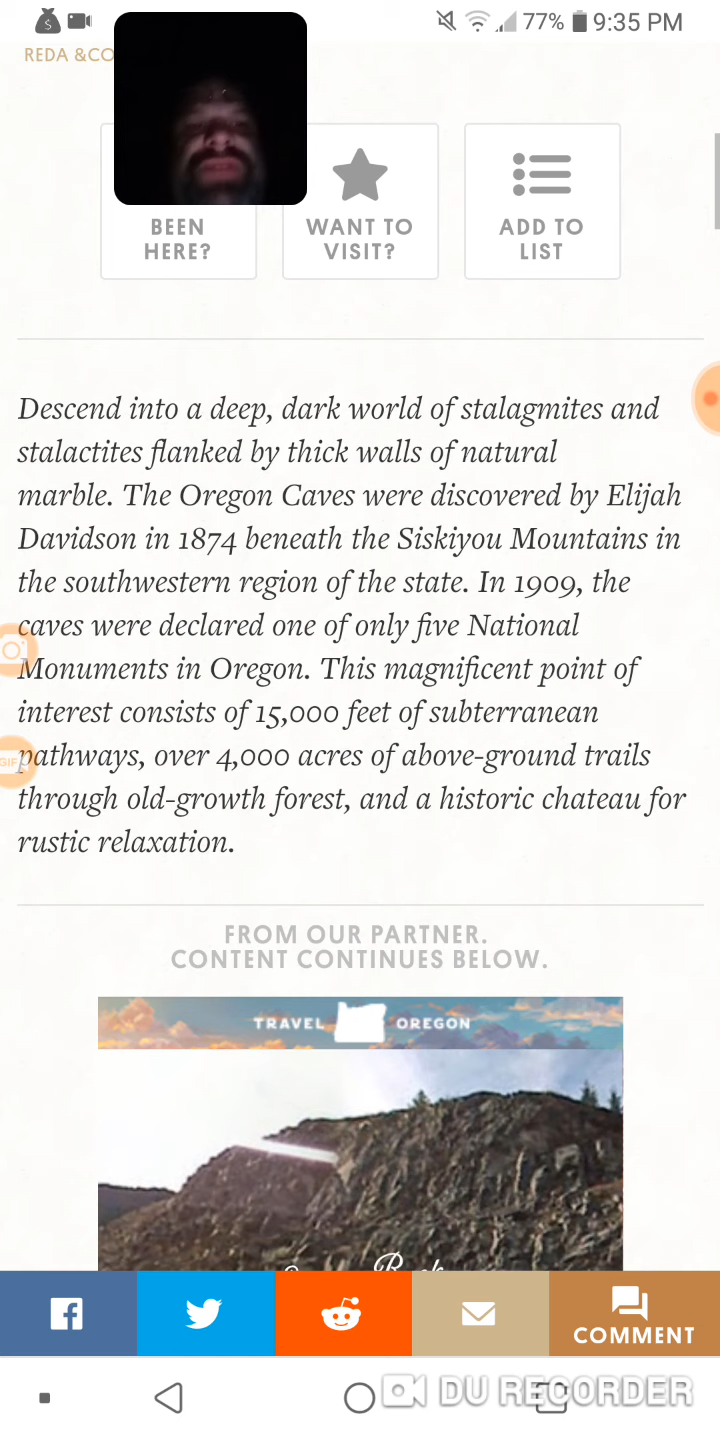 77% 9:35 PM
REDA &CO
BEEN
HERE?
WANT TO
VISIT?
ADD TO
LIST
Descend into a deep, dark world of stalagmites and
stalactites flanked by thick walls of natural
marble. The Oregon Caves were discovered by Elijah
Davidson in 1874 beneath the Siskiyou Mountains in
the southwestern region of the state. In 1909, the
caves were declared one of only five National
Monuments in Oregon. This magnificent point of
interest consists of 15,000 feet of subterranean
GIF
pathways, over 4,000 acres of above-ground trails
through old-growth forest, and a historic chateau for
rustic relaxation.
FROM OUR PARTNER.
CONTENT CONTINUES BELOW.
TRAVEL OREGON
COMMENT
DU RECORDER